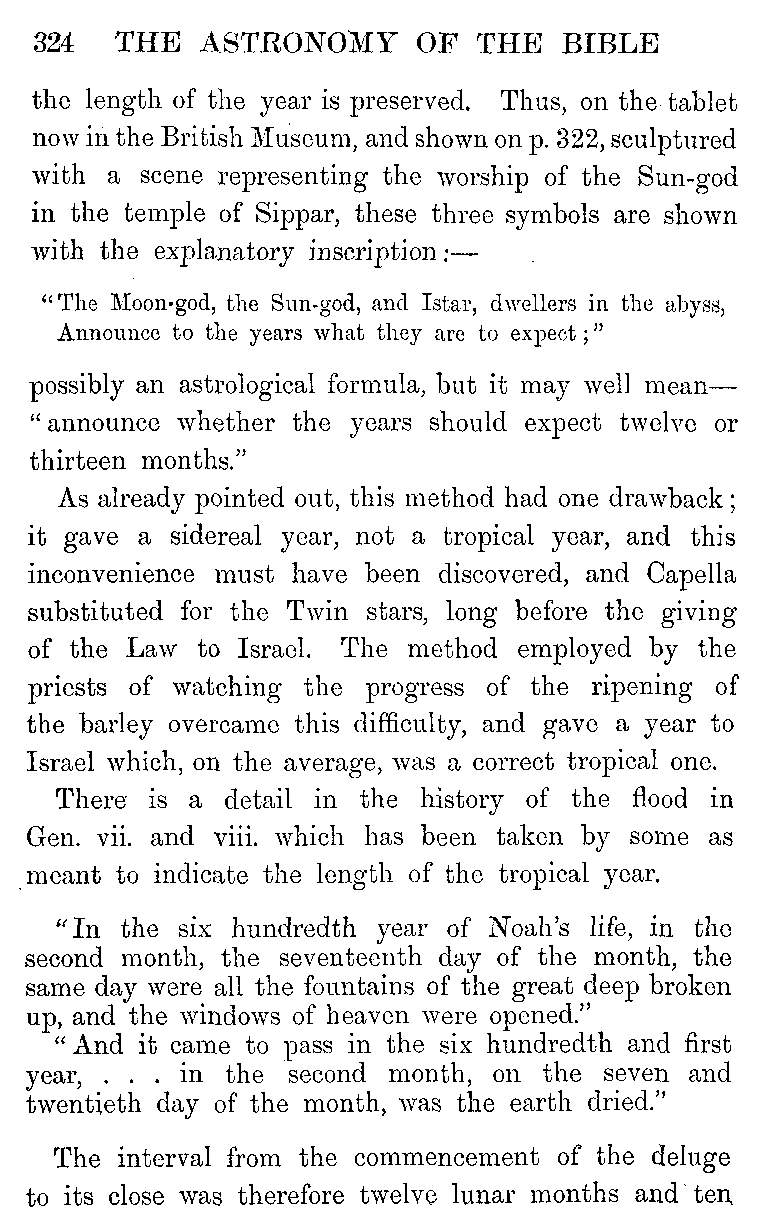 324 THE ASTRONOMY OF THE BIBLE
the length of the year is preserved. Thus, on the tablet
now in the British Museum, and shown on p. 322, sculptured
with a scene representing the worship of the Sun-god
in the temple of Sippar, these three symbols are shown
with the explanatory inscription :—
“The Moon-god, the Sun-god, and Istar, dwellers in the abyss,
Announce to the years what they are to expect ;”
possibly an astrological formula, but it may well mean—
“announce whether the years should expect twelve or
thirteen months.”
As already pointed out, this method had one drawback ;
it gave a sidereal year, not a tropical year, and this
inconvenience must have been discovered, and Capella
substituted for the Twin stars, long before the giving
of the Law to Israel. The method employed by the
priests of watching the progress of the ripening of
the barley overcame this difficulty, and gave a year to
Israel which, on the average, was a correct tropical one.
There is a detail in the history of the flood in
Gen. vii. and viii. which has been taken by some as
meant to indicate the length of the tropical year.
“In the six hundredth year of Noah’s life, in the
second month, the seventeenth day of the month, the
same day were all the fountains of the great deep broken
up, and the windows of heaven were opened.”
“And it came to pass in the six hundredth and first
year, . . . in the second month, on the seven and
twentieth day of the month, was the earth dried.”
The interval from the commencement of the deluge
to its close was therefore twelve lunar months and ten